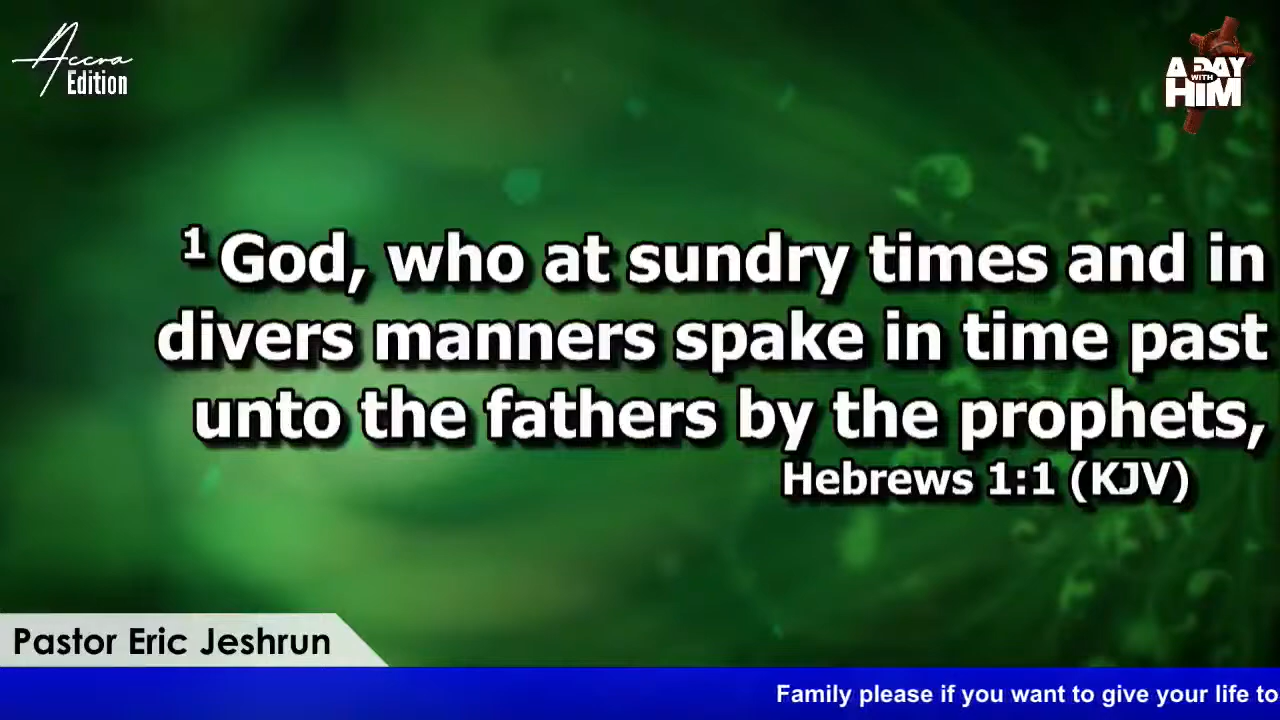 Accra
Edition
A DAY
WITH
HIM
1 God, who at sundry times and in
divers manners spake in time past
unto the fathers by the prophets,
Hebrews 1:1 (KJV)
Pastor Eric Jeshrun
Family please if you want to give your life to